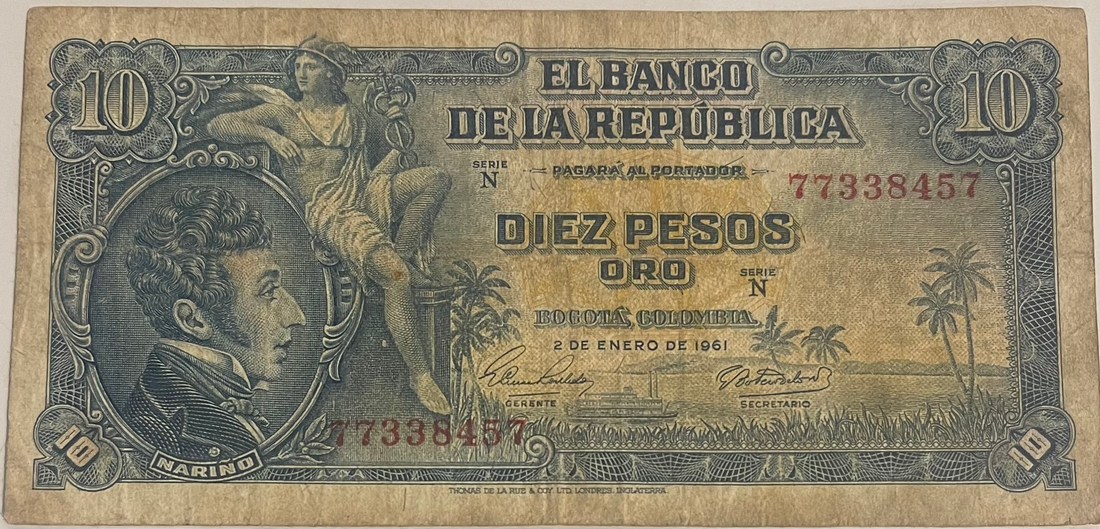 10
EL BANCO
10
DE LA REPÚBLICA
SERIE
N
PAGARÁ AL PORTADOR
77338457
DIEZ PESOS
ORO
SERIE
N
BOGOTÁ, COLOMBIA.
2 DE ENERO DE 1961
GERENTE
SECRETARIO
77338457
10
NARIÑO
10
THOMAS DE LA RUE & COY. LTD. LONDRES. INGLATERRA.